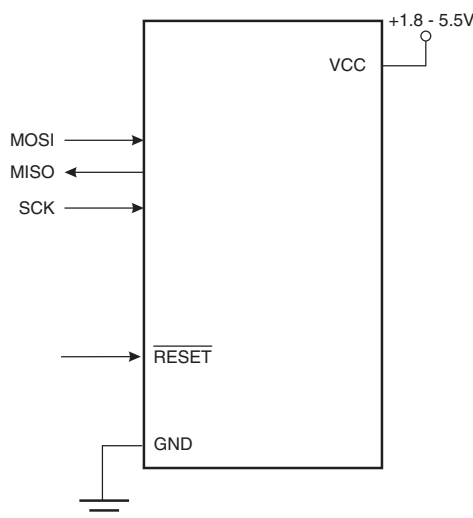 +1.8 - 5.5V
VCC
MOSI
MISO
SCK
RESET
GND